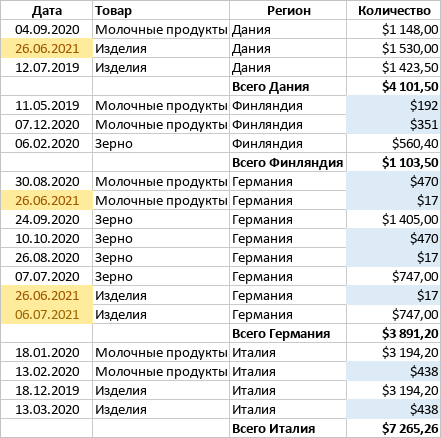 Дата Товар Регион Количество
04.09.2020 Молочные продукты Дания $1 148,00
26.06.2021 Изделия Дания $1 530,00
12.07.2019 Изделия Дания $1 423,50
Всего Дания $4 101,50
11.05.2019 Молочные продукты Финляндия $192
07.12.2020 Молочные продукты Финляндия $351
06.02.2020 Зерно Финляндия $560,40
Всего Финляндия $1 103,50
30.08.2020 Молочные продукты Германия $470
26.06.2021 Молочные продукты Германия $17
24.09.2020 Зерно Германия $1 405,00
10.10.2020 Зерно Германия $470
26.08.2020 Зерно Германия $17
07.07.2020 Зерно Германия $747,00
26.06.2021 Изделия Германия $17
06.07.2021 Изделия Германия $747,00
Всего Германия $3 891,20
18.01.2020 Молочные продукты Италия $3 194,20
13.02.2020 Молочные продукты Италия $438
18.12.2019 Изделия Италия $3 194,20
13.03.2020 Изделия Италия $438
Всего Италия $7 265,26